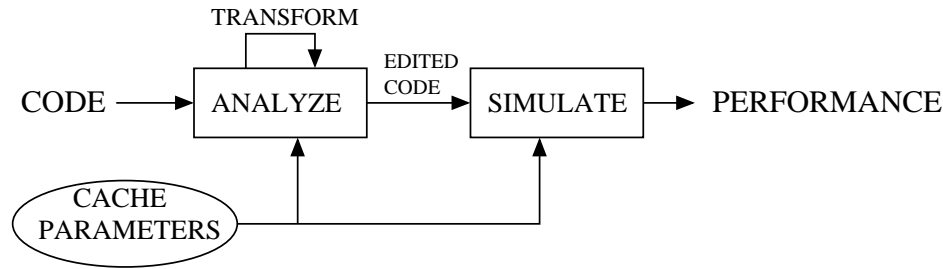 TRANSFORM
EDITED
CODE
CODE
ANALYZE
SIMULATE
PERFORMANCE
CACHE
PARAMETERS